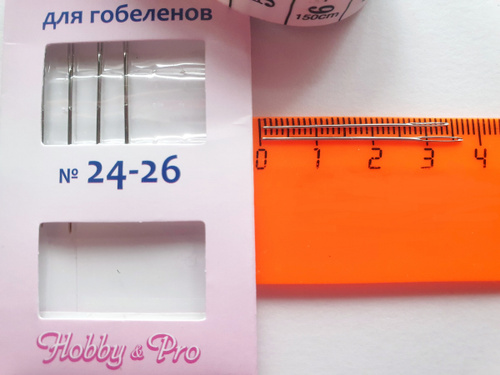 для гобеленов
№ 24-26
Hobby & Pro
150cm
0 1 2 3 4